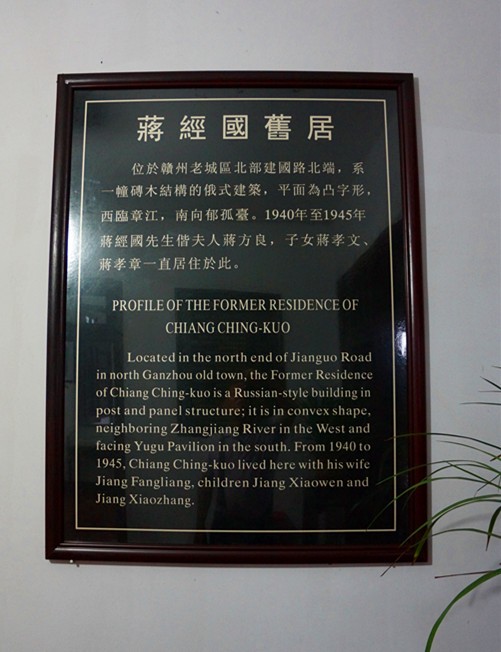 蔣經國舊居
位於贛州老城區北部建國路北端，系
一幢磚木結構的俄式建築，平面為凸字形，
西臨章江，南向郁孤臺。1940年至1945年
蔣經國先生偕夫人蔣方良，子女蔣孝文、
蔣孝章一直居住於此。
PROFILE OF THE FORMER RESIDENCE OF
CHIANG CHING-KUO
Located in the north end of Jianguo Road
in north Ganzhou old town, the Former Residence
of Chiang Ching-kuo is a Russian-style building in
post and panel structure; it is in convex shape,
neighboring Zhangjiang River in the West and
facing Yugu Pavilion in the south. From 1940 to
1945, Chiang Ching-kuo lived here with his wife
Jiang Fangliang, children Jiang Xiaowen and
Jiang Xiaozhang.